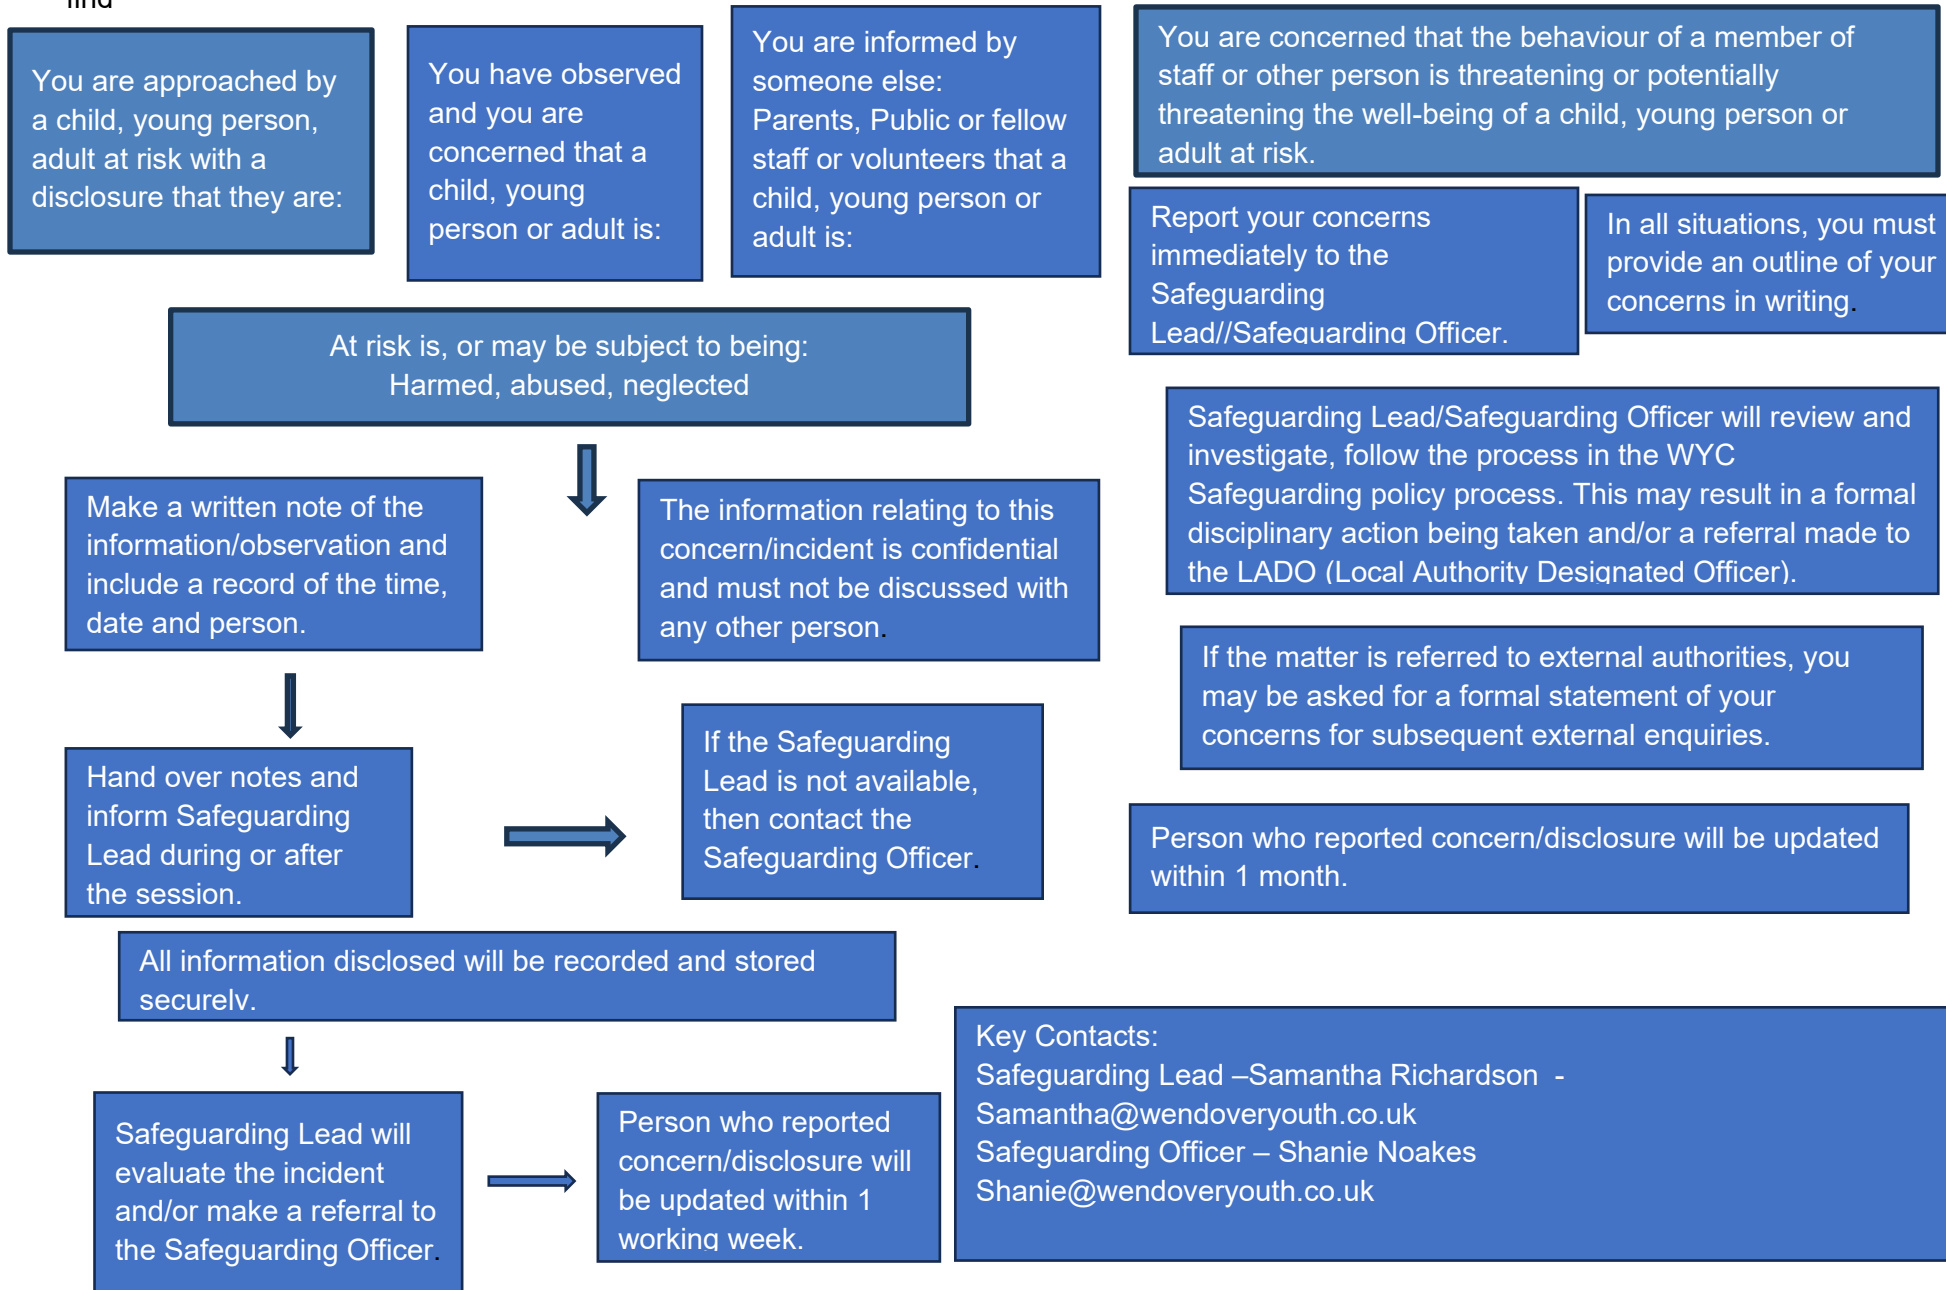 find
You are approached by
a child, young person,
adult at risk with a
disclosure that they are:
You have observed
and you are
concerned that a
child, young
person or adult is:
You are informed by
someone else:
Parents, Public or fellow
staff or volunteers that a
child, young person or
adult is:
You are concerned that the behaviour of a member of
staff or other person is threatening or potentially
threatening the well-being of a child, young person or
adult at risk.
Report your concerns
immediately to the
Safeguarding
Lead//Safeguarding Officer.
In all situations, you must
provide an outline of your
concerns in writing.
At risk is, or may be subject to being:
Harmed, abused, neglected
Safeguarding Lead/Safeguarding Officer will review and
investigate, follow the process in the WYC
Safeguarding policy process. This may result in a formal
disciplinary action being taken and/or a referral made to
the LADO (Local Authority Designated Officer).
Make a written note of the
information/observation and
include a record of the time,
date and person.
The information relating to this
concern/incident is confidential
and must not be discussed with
any other person.
If the matter is referred to external authorities, you
may be asked for a formal statement of your
concerns for subsequent external enquiries.
Hand over notes and
inform Safeguarding
Lead during or after
the session.
If the Safeguarding
Lead is not available,
then contact the
Safeguarding Officer.
Person who reported concern/disclosure will be updated
within 1 month.
All information disclosed will be recorded and stored
securely.
Key Contacts:
Safeguarding Lead –Samantha Richardson  -
Samantha@wendoveryouth.co.uk
Safeguarding Officer – Shanie Noakes
Shanie@wendoveryouth.co.uk
Safeguarding Lead will
evaluate the incident
and/or make a referral to
the Safeguarding Officer.
Person who reported
concern/disclosure will
be updated within 1
working week.